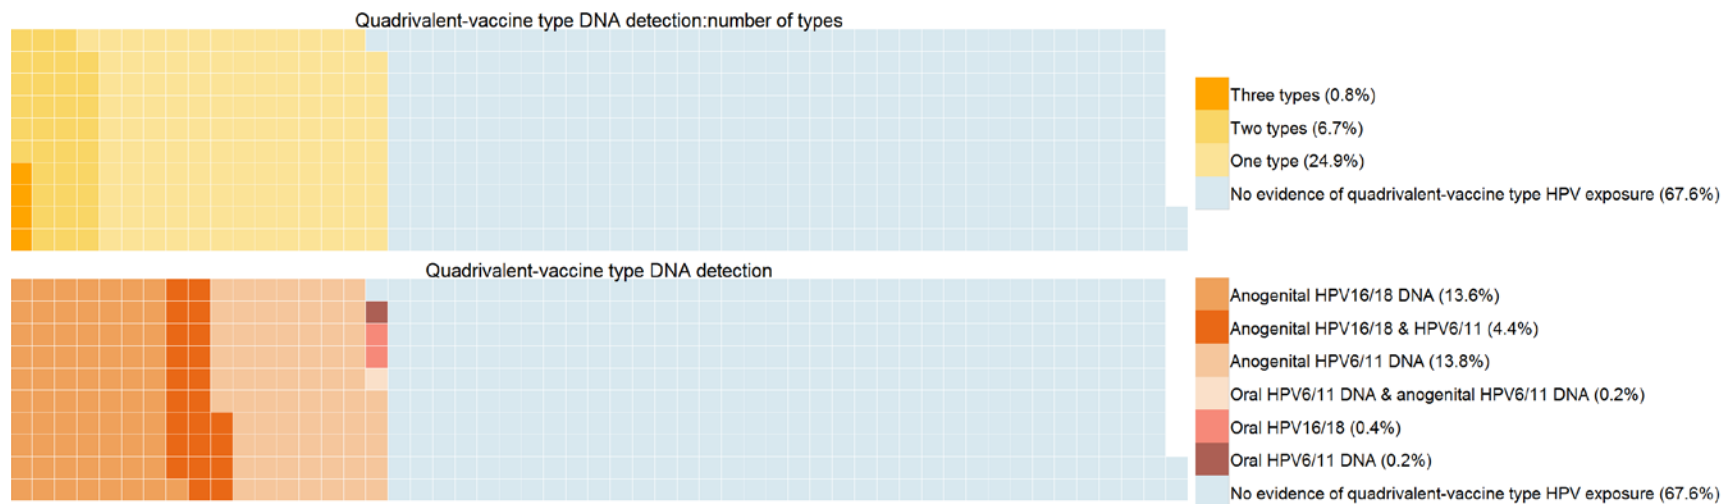 Quadrivalent-vaccine type DNA detection:number of types
Three types (0.8%)
Two types (6.7%)
One type (24.9%)
No evidence of quadrivalent-vaccine type HPV exposure (67.6%)
Quadrivalent-vaccine type DNA detection
Anogenital HPV16/18 DNA (13.6%)
Anogenital HPV16/18 & HPV6/11 (4.4%)
Anogenital HPV6/11 DNA (13.8%)
Oral HPV6/11 DNA & anogenital HPV6/11 DNA (0.2%)
Oral HPV16/18 (0.4%)
Oral HPV6/11 DNA (0.2%)
No evidence of quadrivalent-vaccine type HPV exposure (67.6%)